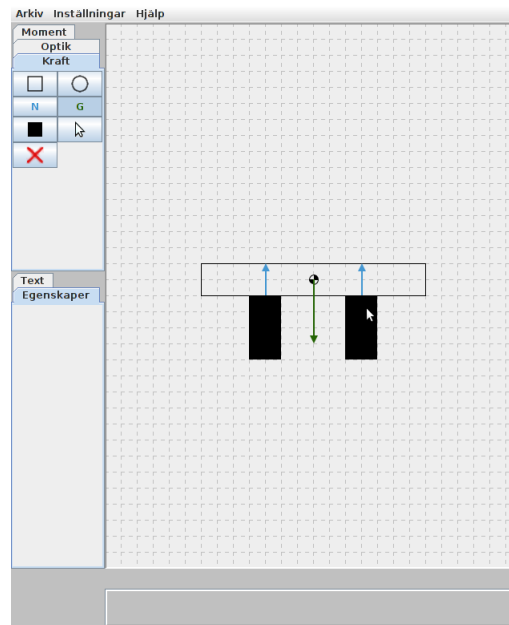 Arkiv Inställningar Hjälp
Moment
Optik
Kraft
N G
Text
Egenskaper